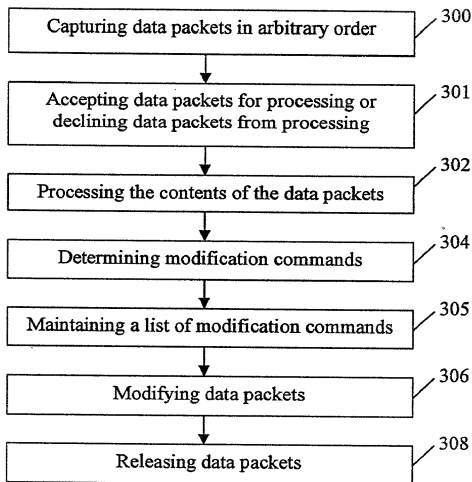 Capturing data packets in arbitrary order
300
Accepting data packets for processing or
declining data packets from processing
301
Processing the contents of the data packets
302
Determining modification commands
304
Maintaining a list of modification commands
305
Modifying data packets
306
Releasing data packets
308